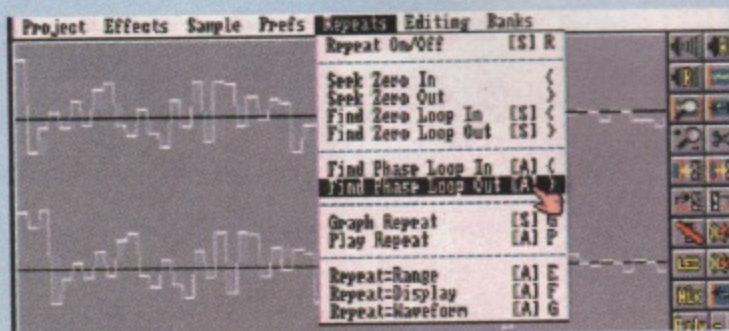 Project Effects Sample Prefs Repeats Editing Banks
Repeat On/Off [S] R
Seek Zero In {
Seek Zero Out }
Find Zero Loop In [S] {
Find Zero Loop Out [S] }
Find Phase Loop In [A] {
Find Phase Loop Out [A] }
Graph Repeat [S] G
Play Repeat [A] P
Repeat=Range [A] E
Repeat=Display [A] F
Repeat=Waveform [A] G